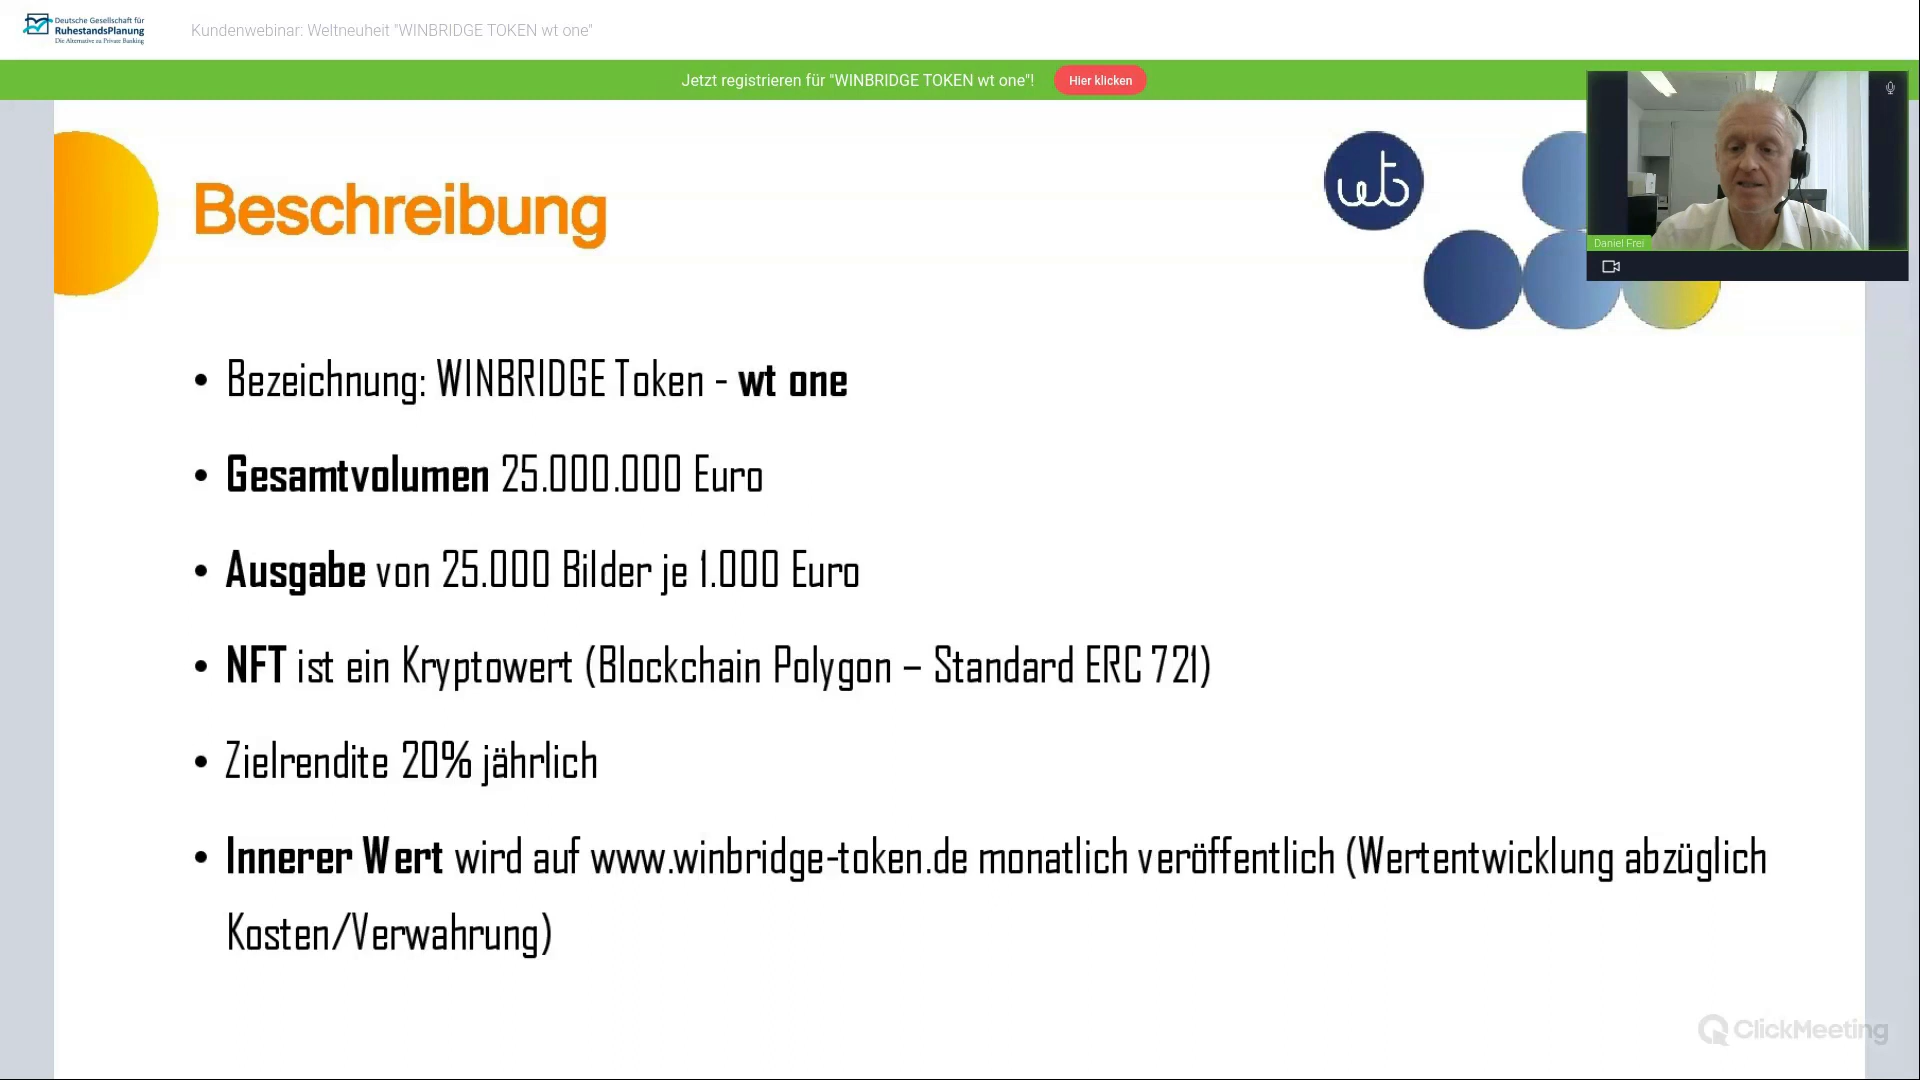 Deutsche Gesellschaft für
RuhestandsPlanung
Die Alternative zu Private Banking
Kundenwebinar: Weltneuheit "WINBRIDGE TOKEN wt one"
Jetzt registrieren für "WINBRIDGE TOKEN wt one"! Hier klicken
Beschreibung
wt
Daniel Frei
• Bezeichnung: WINBRIDGE Token - wt one
• Gesamtvolumen 25.000.000 Euro
• Ausgabe von 25.000 Bilder je 1.000 Euro
• NFT ist ein Kryptowert (Blockchain Polygon – Standard ERC 721)
• Zielrendite 20% jährlich
• Innerer Wert wird auf www.winbridge-token.de monatlich veröffentlich (Wertentwicklung abzüglich
Kosten/Verwahrung)
ClickMeeting